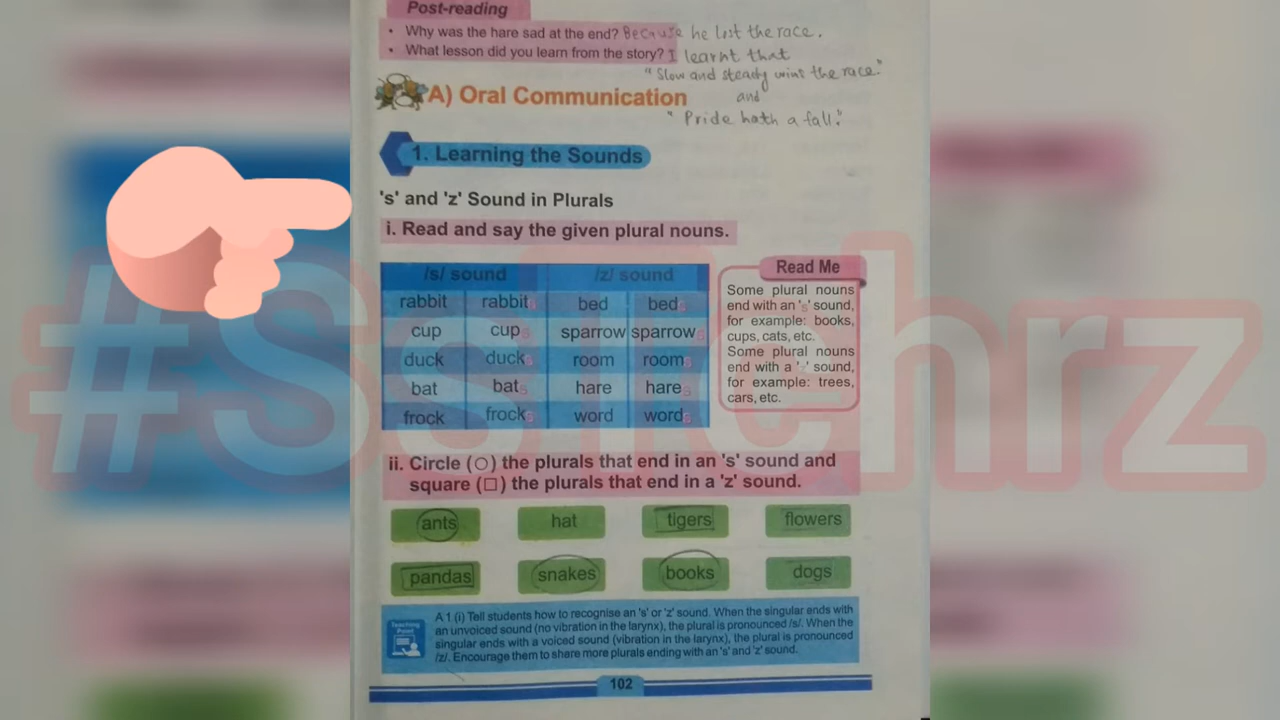 Post-reading
• Why was the hare sad at the end? Because he lost the race.
• What lesson did you learn from the story? I learnt that
"Slow and steady wins the race."
and
"Pride hath a fall."
A) Oral Communication
1. Learning the Sounds
's' and 'z' Sound in Plurals
i. Read and say the given plural nouns.
/s/ sound /z/ sound
rabbit rabbits bed beds
cup cups sparrow sparrows
duck ducks room rooms
bat bats hare hares
frock frocks word words
Read Me
Some plural nouns
end with an 's' sound,
for example: books,
cups, cats, etc.
Some plural nouns
end with a 'z' sound,
for example: trees,
cars, etc.
ii. Circle (○) the plurals that end in an 's' sound and
square (□) the plurals that end in a 'z' sound.
ants hat tigers flowers
pandas snakes books dogs
Teaching
Point
A 1 (i) Tell students how to recognise an 's' or 'z' sound. When the singular ends with
an unvoiced sound (no vibration in the larynx), the plural is pronounced /s/. When the
singular ends with a voiced sound (vibration in the larynx), the plural is pronounced
/z/. Encourage them to share more plurals ending with an 's' and 'z' sound.
102